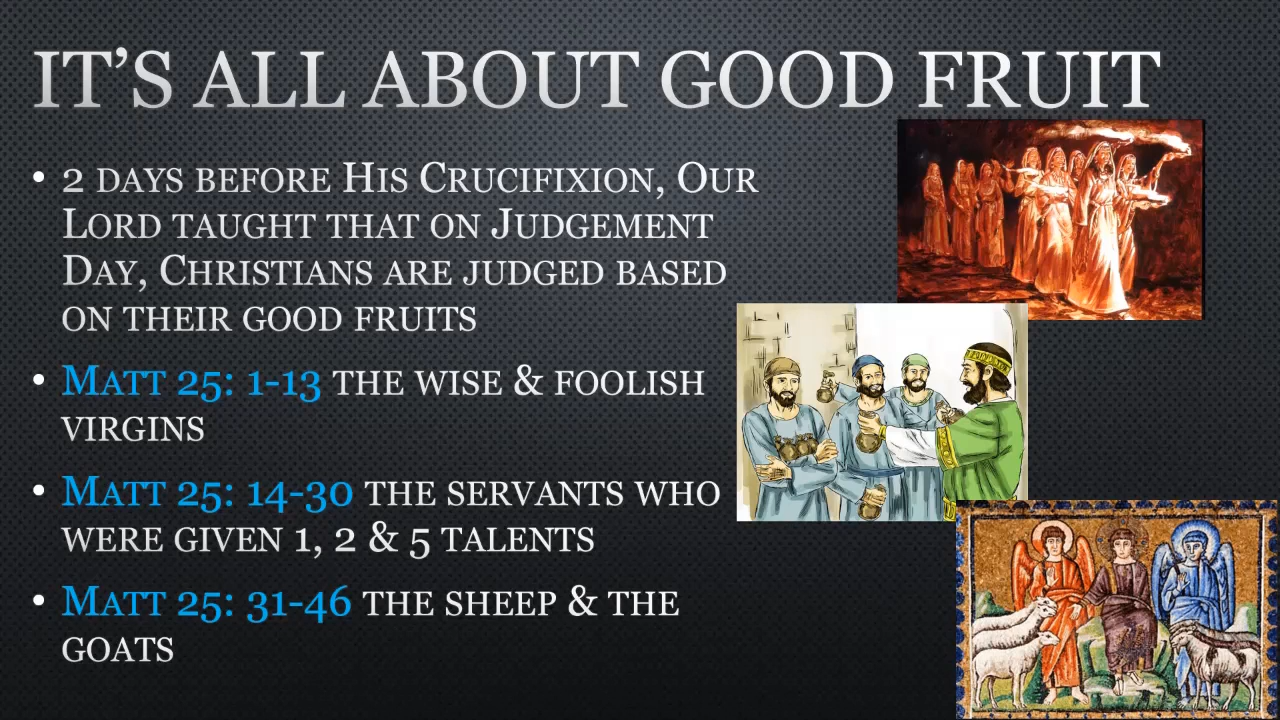 IT’S ALL ABOUT GOOD FRUIT
• 2 DAYS BEFORE HIS CRUCIFIXION, OUR
LORD TAUGHT THAT ON JUDGEMENT
DAY, CHRISTIANS ARE JUDGED BASED
ON THEIR GOOD FRUITS
• MATT 25: 1-13 THE WISE & FOOLISH
VIRGINS
• MATT 25: 14-30 THE SERVANTS WHO
WERE GIVEN 1, 2 & 5 TALENTS
• MATT 25: 31-46 THE SHEEP & THE
GOATS